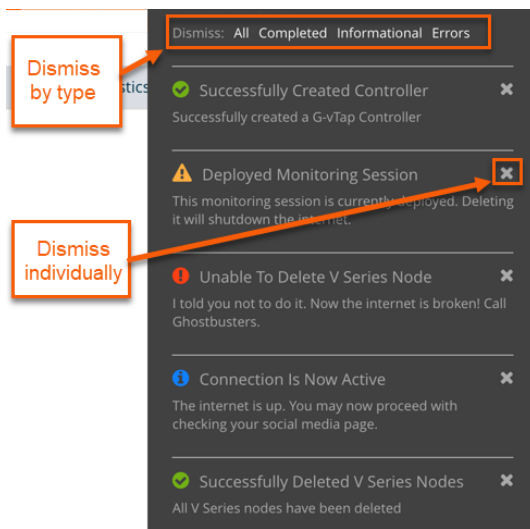 Dismiss: All Completed Informational Errors
Dismiss
by type
stics
Successfully Created Controller
Successfully created a G-vTap Controller
Deployed Monitoring Session
This monitoring session is currently deployed. Deleting
it will shutdown the internet.
Dismiss
individually
Unable To Delete V Series Node
I told you not to do it. Now the internet is broken! Call
Ghostbusters.
Connection Is Now Active
The internet is up. You may now proceed with
checking your social media page.
Successfully Deleted V Series Nodes
All V Series nodes have been deleted